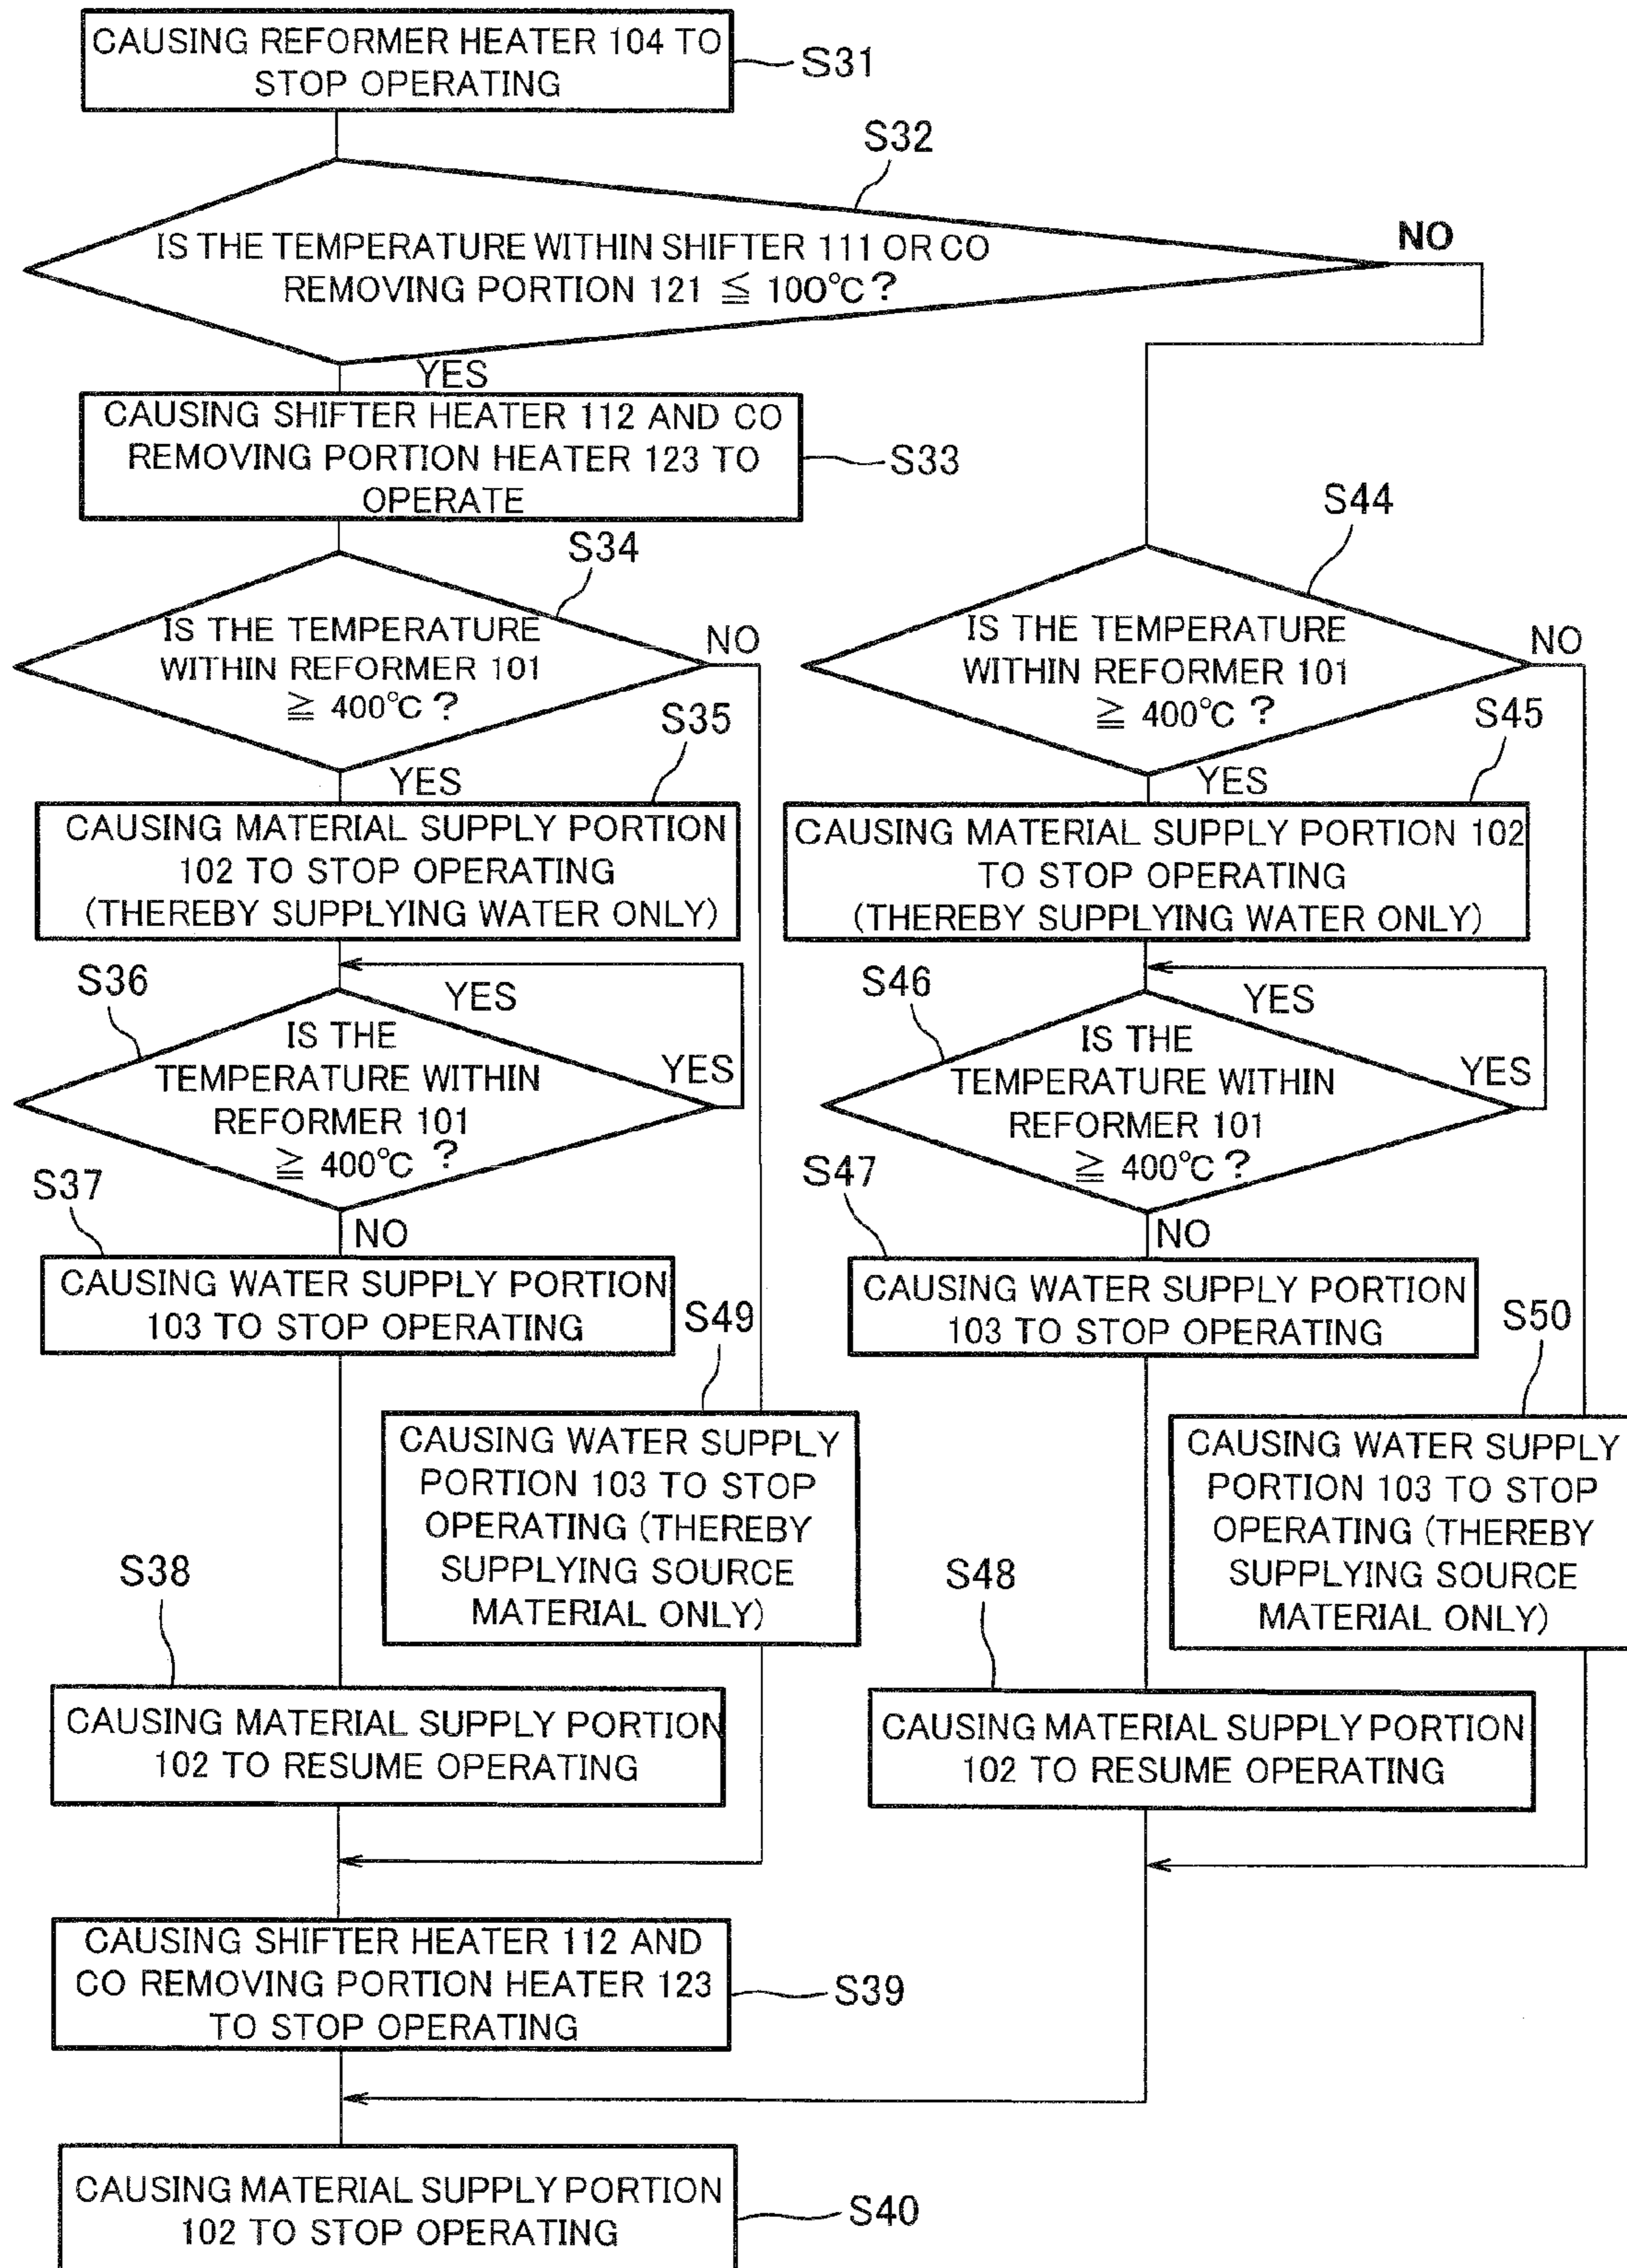 CAUSING REFORMER HEATER 104 TO
STOP OPERATING
S31
S32
IS THE TEMPERATURE WITHIN SHIFTER 111 OR CO
REMOVING PORTION 121 ≦ 100℃ ?
NO
YES
CAUSING SHIFTER HEATER 112 AND CO
REMOVING PORTION HEATER 123 TO
OPERATE
S33
S34
IS THE TEMPERATURE
WITHIN REFORMER 101
≧ 400℃ ?
NO
YES
S35
CAUSING MATERIAL SUPPLY PORTION
102 TO STOP OPERATING
(THEREBY SUPPLYING WATER ONLY)
S36
YES
IS THE
TEMPERATURE WITHIN
REFORMER 101
≧ 400℃ ?
YES
NO
S37
CAUSING WATER SUPPLY PORTION
103 TO STOP OPERATING
S49
CAUSING WATER SUPPLY
PORTION 103 TO STOP
OPERATING (THEREBY
SUPPLYING SOURCE
MATERIAL ONLY)
S38
CAUSING MATERIAL SUPPLY PORTION
102 TO RESUME OPERATING
S44
IS THE TEMPERATURE
WITHIN REFORMER 101
≧ 400℃ ?
NO
YES
S45
CAUSING MATERIAL SUPPLY PORTION 102
TO STOP OPERATING
(THEREBY SUPPLYING WATER ONLY)
S46
YES
IS THE
TEMPERATURE WITHIN
REFORMER 101
≧ 400℃ ?
YES
NO
S47
CAUSING WATER SUPPLY PORTION
103 TO STOP OPERATING
S50
CAUSING WATER SUPPLY
PORTION 103 TO STOP
OPERATING (THEREBY
SUPPLYING SOURCE
MATERIAL ONLY)
S48
CAUSING MATERIAL SUPPLY PORTION
102 TO RESUME OPERATING
CAUSING SHIFTER HEATER 112 AND
CO REMOVING PORTION HEATER 123
TO STOP OPERATING
S39
CAUSING MATERIAL SUPPLY PORTION
102 TO STOP OPERATING
S40